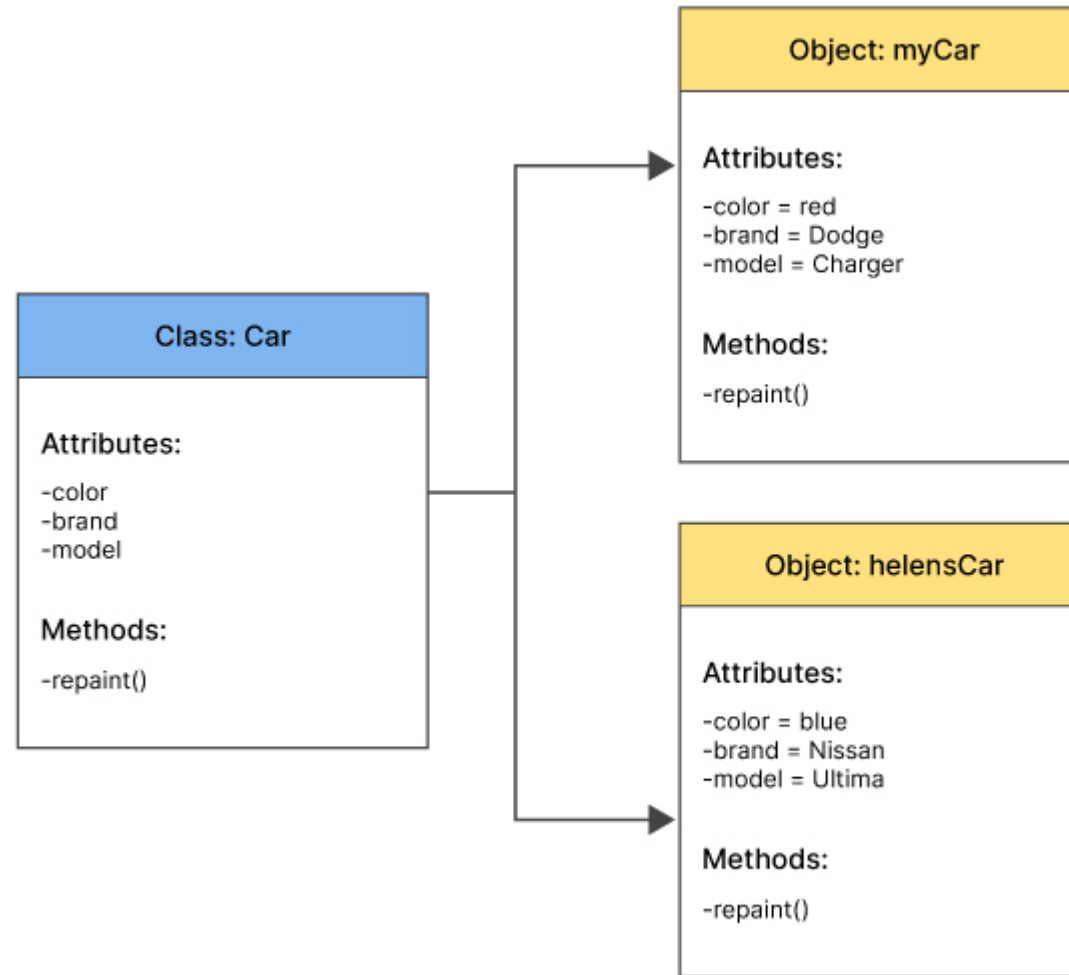 Class: Car
Attributes:
-color
-brand
-model
Methods:
-repaint()
Object: myCar
Attributes:
-color = red
-brand = Dodge
-model = Charger
Methods:
-repaint()
Object: helensCar
Attributes:
-color = blue
-brand = Nissan
-model = Ultima
Methods:
-repaint()